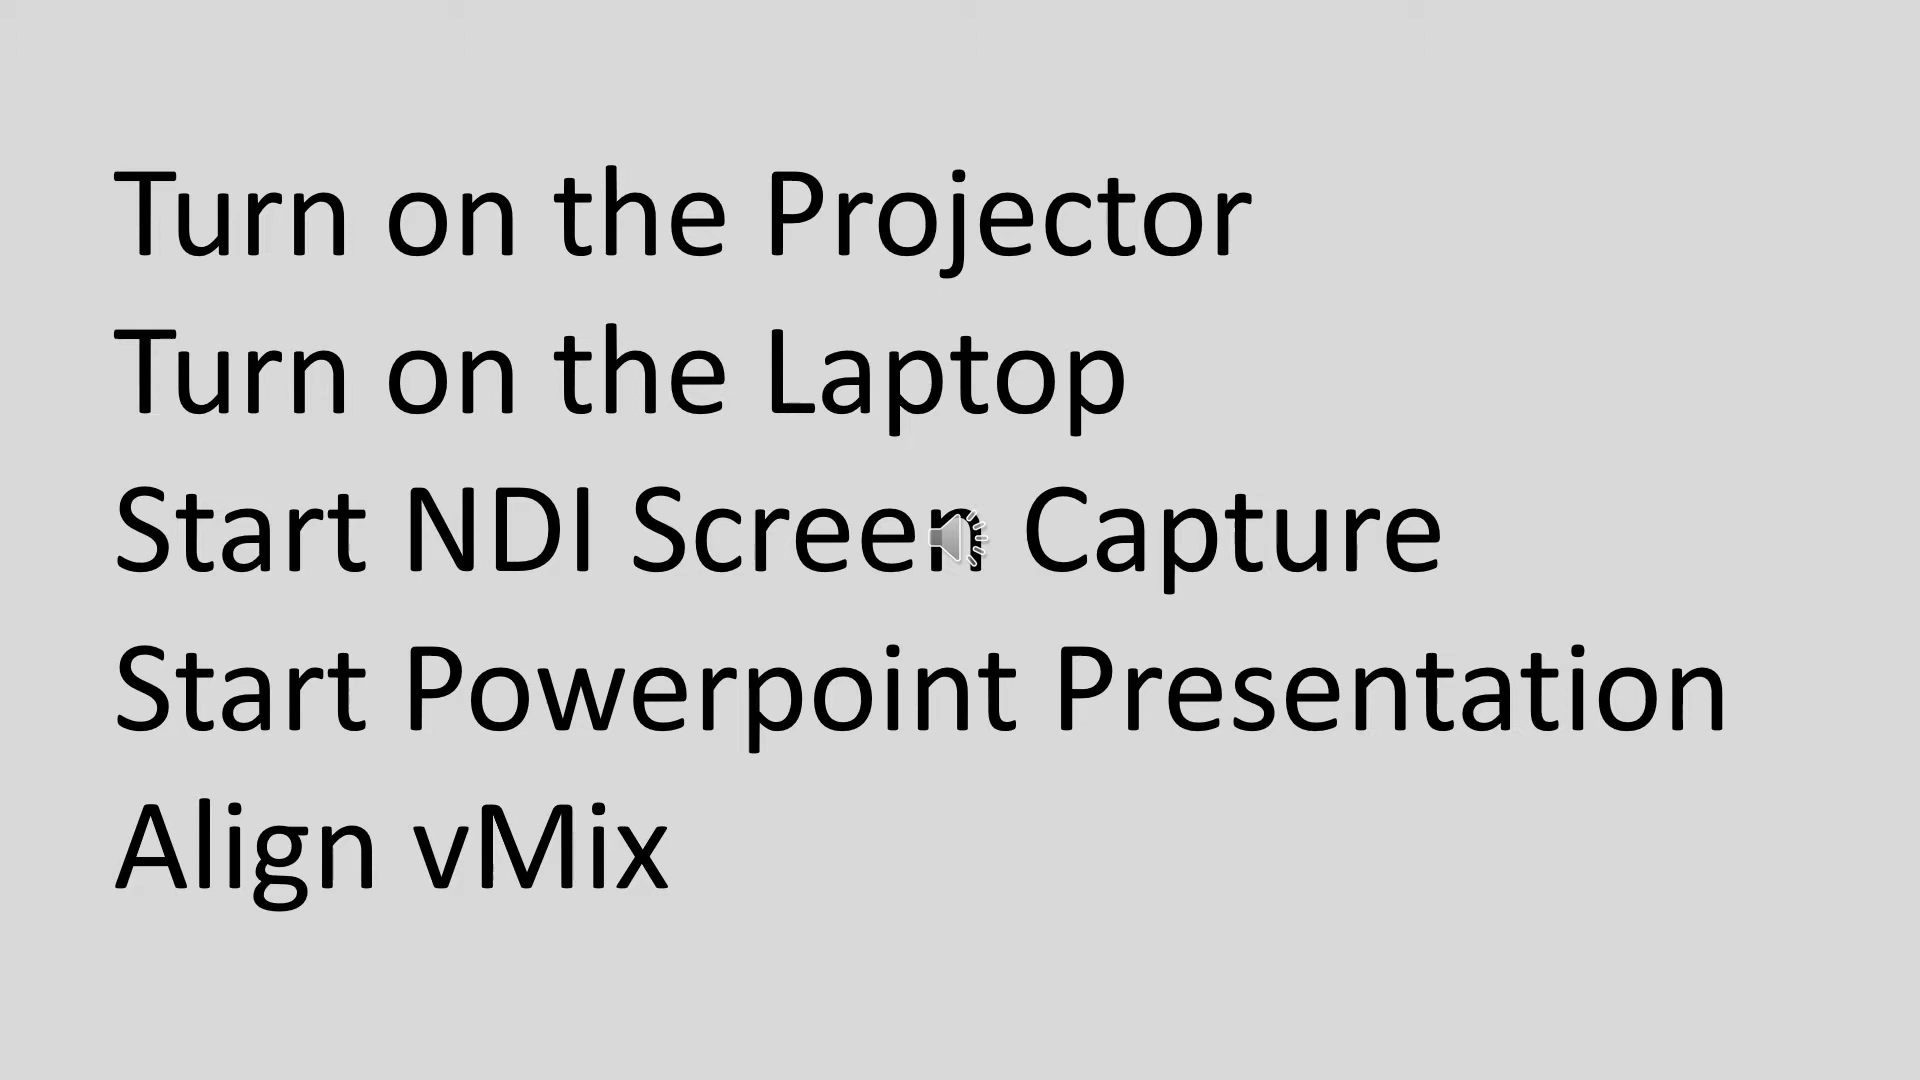 Turn on the Projector
Turn on the Laptop
Start NDI Screen Capture
Start Powerpoint Presentation
Align vMix